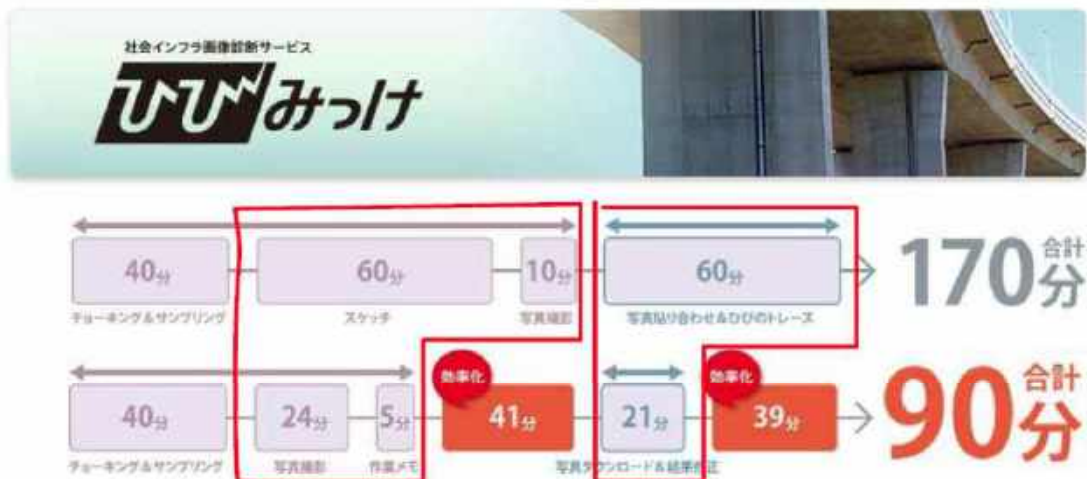 社会インフラ画像診断サービス
ひびみっけ
40分
60分
10分
60分
170分
合計
チョーキング&サンプリング
スケッチ
写真撮影
写真貼り合わせ&ひびのトレース
効率化
効率化
40分
24分
5分
41分
21分
39分
90分
合計
チョーキング&サンプリング
写真撮影
作業メモ
写真ダウンロード&結果修正